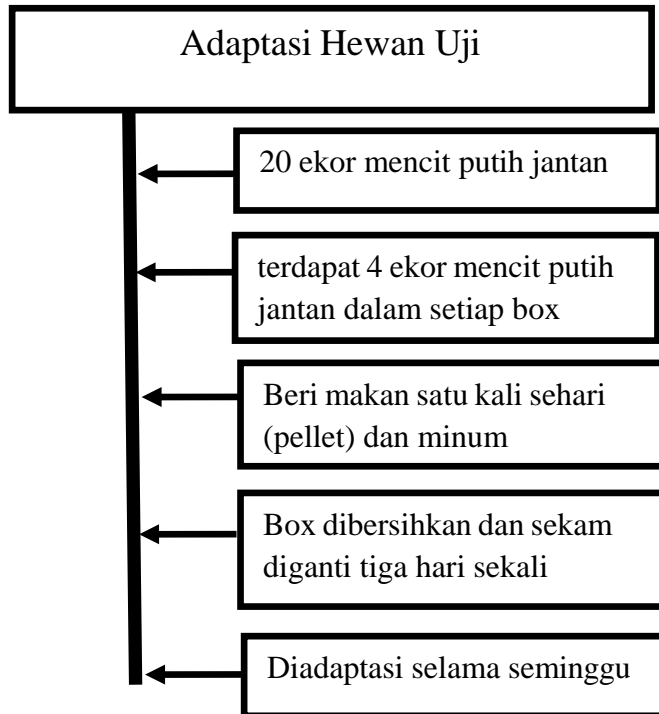 Adaptasi Hewan Uji
20 ekor mencit putih jantan
terdapat 4 ekor mencit putih
jantan dalam setiap box
Beri makan satu kali sehari
(pellet) dan minum
Box dibersihkan dan sekam
diganti tiga hari sekali
Diadaptasi selama seminggu